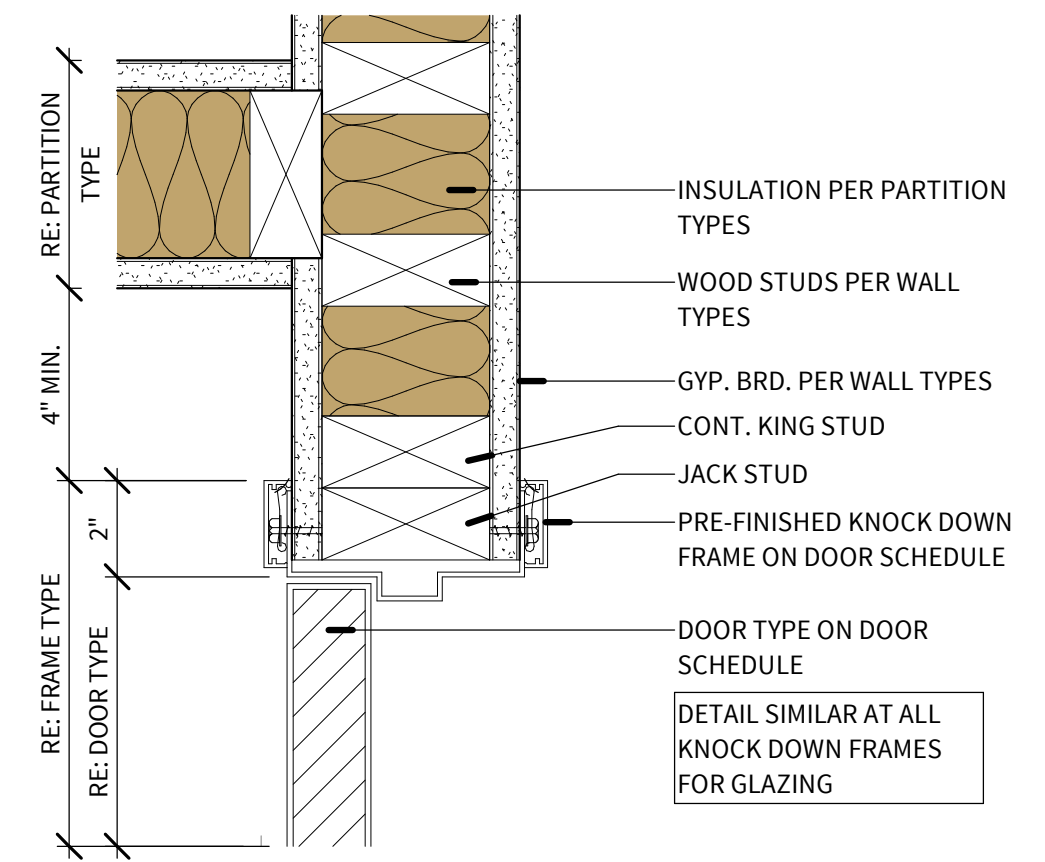 RE: PARTITION
TYPE
4" MIN.
2"
RE: FRAME TYPE
RE: DOOR TYPE
INSULATION PER PARTITION
TYPES
WOOD STUDS PER WALL
TYPES
GYP. BRD. PER WALL TYPES
CONT. KING STUD
JACK STUD
PRE-FINISHED KNOCK DOWN
FRAME ON DOOR SCHEDULE
DOOR TYPE ON DOOR
SCHEDULE
DETAIL SIMILAR AT ALL
KNOCK DOWN FRAMES
FOR GLAZING